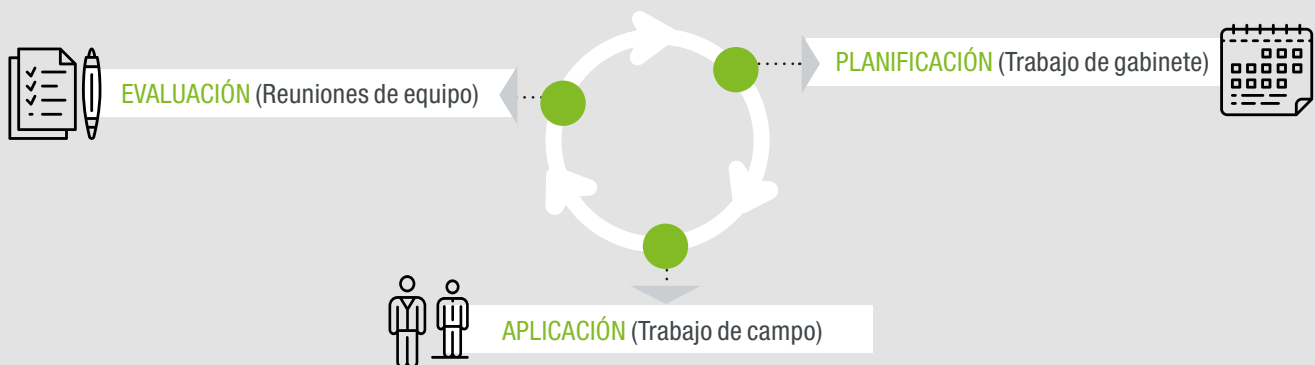 PLANIFICACIÓN (Trabajo de gabinete)
EVALUACIÓN (Reuniones de equipo)
APLICACIÓN (Trabajo de campo)